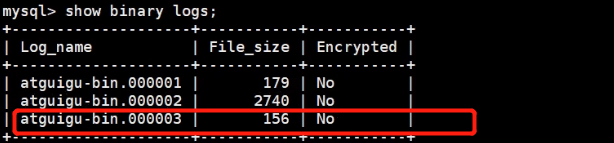 mysql> show binary logs;
+--------------------+-----------+-----------+
| Log_name           | File_size | Encrypted |
+--------------------+-----------+-----------+
| atguigu-bin.000001 |       179 | No        |
| atguigu-bin.000002 |      2740 | No        |
| atguigu-bin.000003 |       156 | No        |
+--------------------+-----------+-----------+